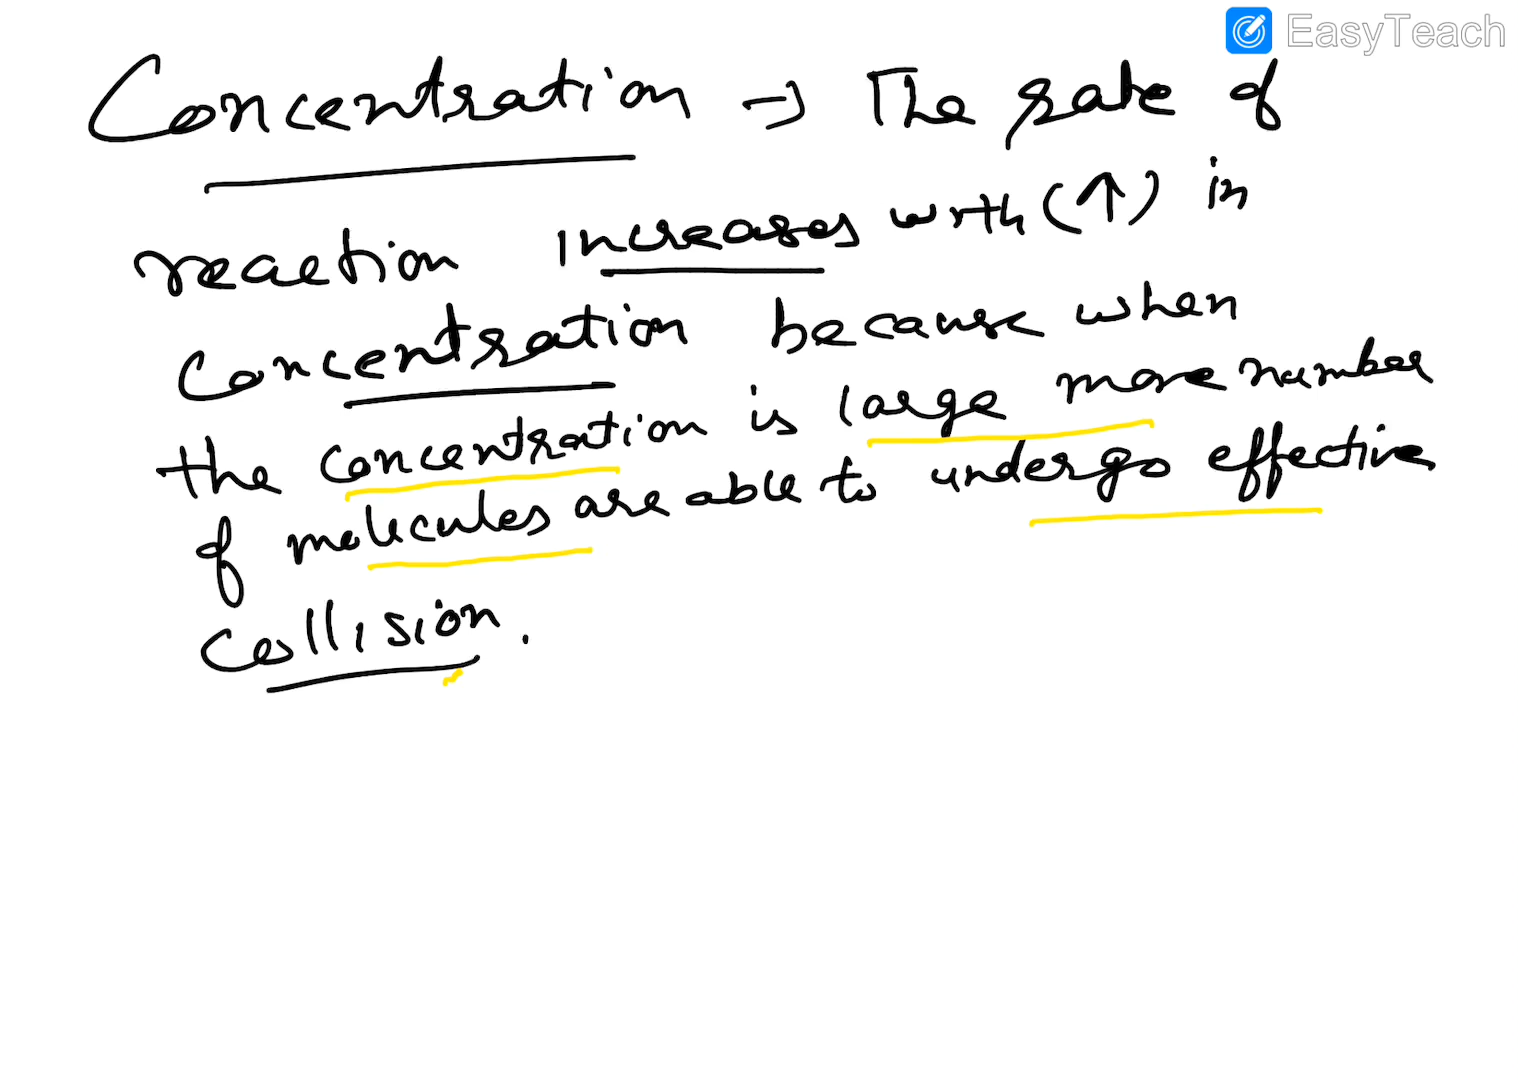 EasyTeach
Concentration → The rate of
reaction increases with (↑) in
Concentration because when
the concentration is large more number
of molecules are able to undergo effective
Collision.